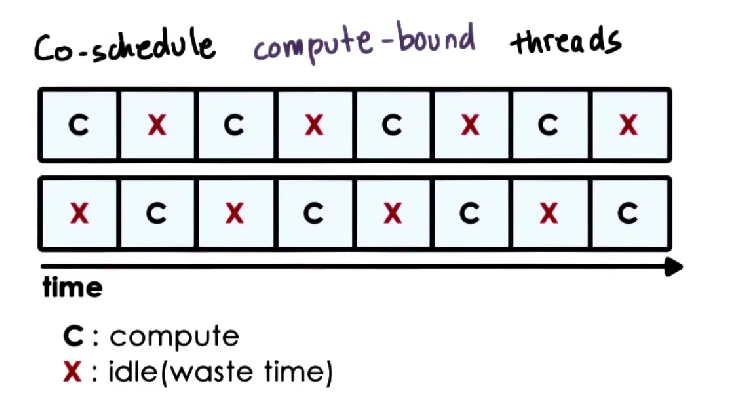 Co-schedule compute-bound threads
C X C X C X C X
X C X C X C X C
time
C : compute
X : idle(waste time)